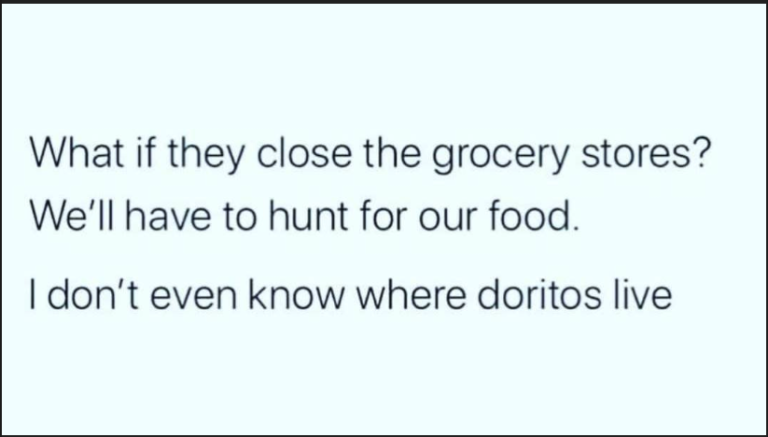 What if they close the grocery stores?
We'll have to hunt for our food.
I don't even know where doritos live